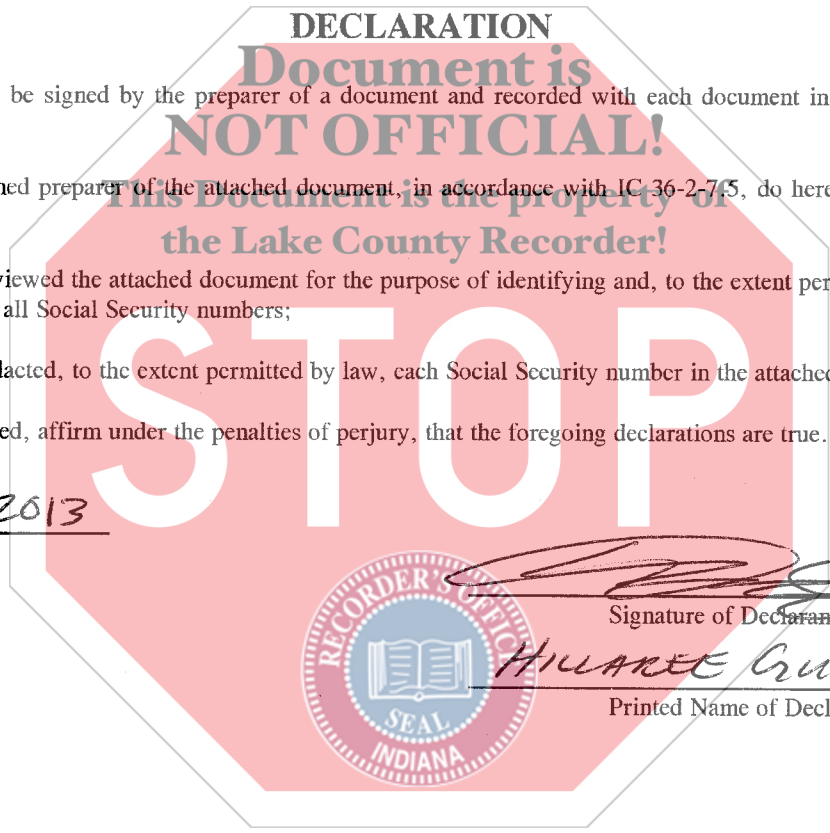 DECLARATION
Document is
be signed by the preparer of a document and recorded with each document in
NOT OFFICIAL!
ned preparer of the attached document, in accordance with IC 36-2-7.5, do here
This Document is the property of
the Lake County Recorder!
viewed the attached document for the purpose of identifying and, to the extent per
all Social Security numbers;
STOP
dacted, to the extent permitted by law, each Social Security number in the attached
ed, affirm under the penalties of perjury, that the foregoing declarations are true.
2013
RECORDER'S OFFICE
SEAL
INDIANA
Signature of Declaran
HILLAREE
Printed Name of Decl